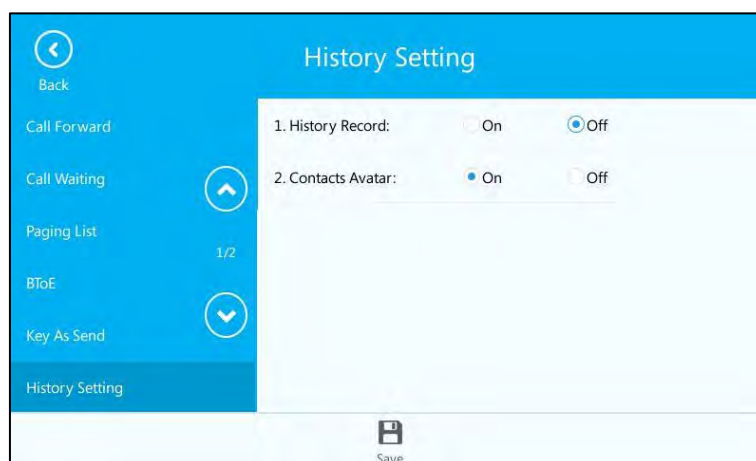 History Setting
Back
Call Forward
Call Waiting
Paging List
1/2
BToE
Key As Send
History Setting
1. History Record: On Off
2. Contacts Avatar: On Off
Save